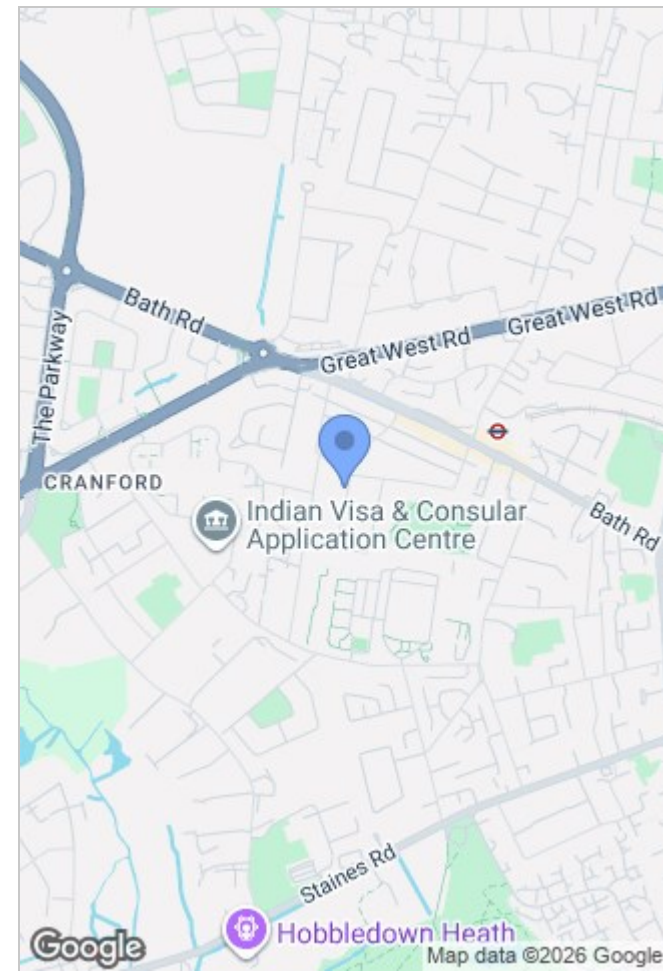 Bath Rd
Great West Rd
Great West Rd
The Parkway
CRANFORD
Indian Visa & Consular
Application Centre
Bath Rd
Staines Rd
Hobbledown Heath
Google
Map data ©2026 Google